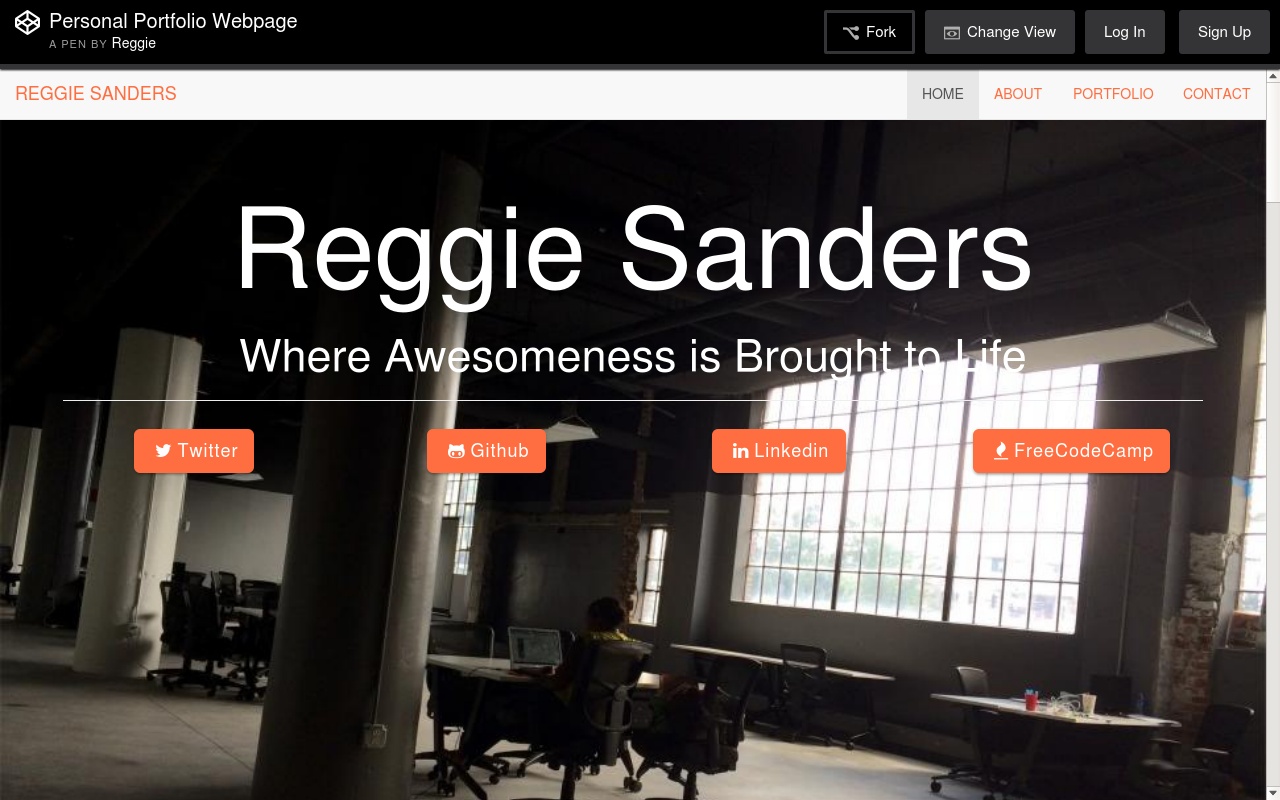 Personal Portfolio Webpage
A PEN BY Reggie
Fork
Change View
Log In
Sign Up
REGGIE SANDERS
HOME
ABOUT
PORTFOLIO
CONTACT
Reggie Sanders
Where Awesomeness is Brought to Life
Twitter
Github
Linkedin
FreeCodeCamp